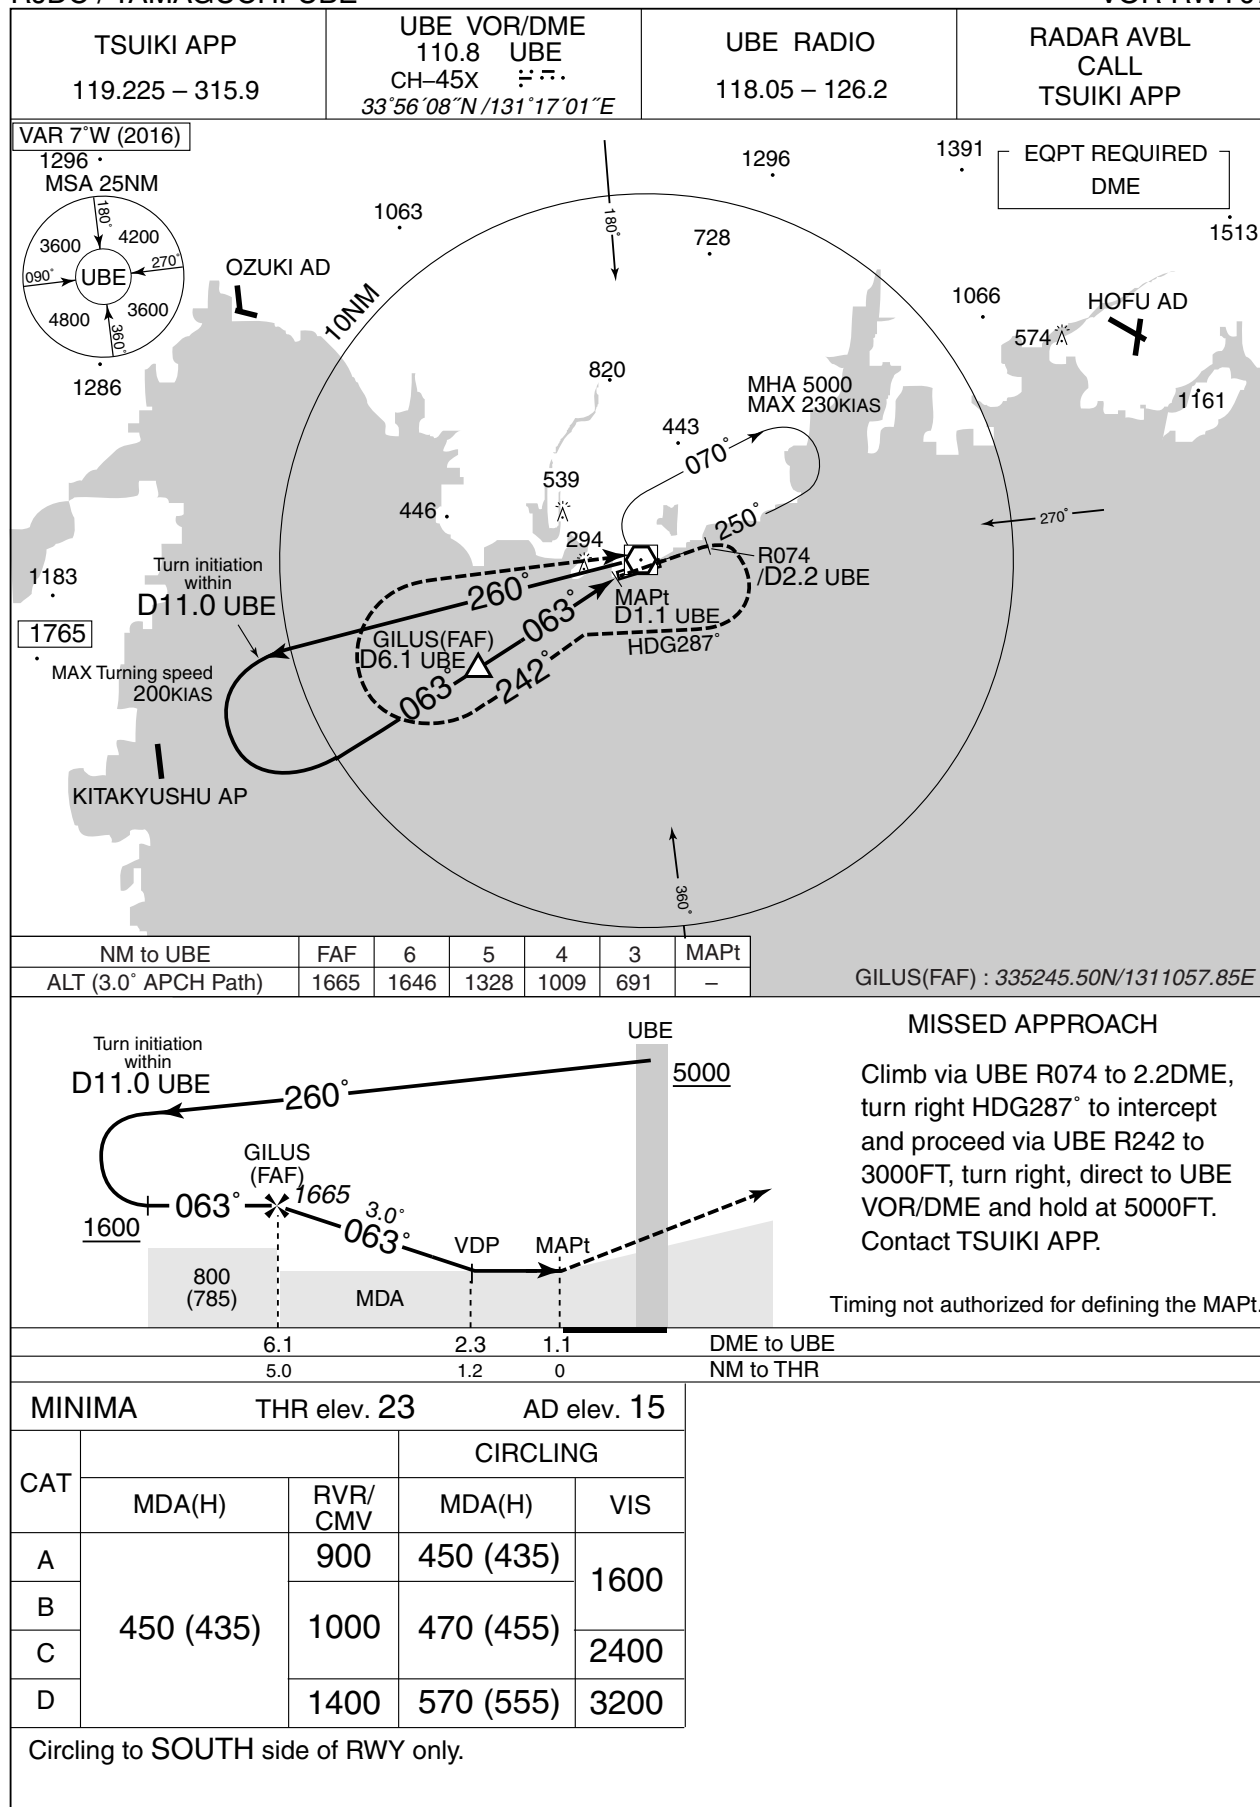 TSUIKI APP
119.225 – 315.9
UBE VOR/DME
110.8 UBE
CH–45X
33°56′08″N /131°17′01″E
UBE RADIO
118.05 – 126.2
RADAR AVBL
CALL
TSUIKI APP
VAR 7°W (2016)
1296
MSA 25NM
180°
3600
4200
090°
UBE
270°
4800
3600
360°
1286
OZUKI AD
1063
10NM
180°
1296
728
1391
EQPT REQUIRED
DME
1513
1066
574
HOFU AD
1161
820
MHA 5000
MAX 230KIAS
443
070°
539
446
294
250°
270°
R074
/D2.2 UBE
1183
Turn initiation
within
D11.0 UBE
1765
MAX Turning speed
200KIAS
260°
063°
MAPt
D1.1 UBE
HDG287°
GILUS(FAF)
D6.1 UBE
063°
242°
KITAKYUSHU AP
360°
NM to UBE FAF 6 5 4 3 MAPt
ALT (3.0° APCH Path) 1665 1646 1328 1009 691 –
GILUS(FAF) : 335245.50N/1311057.85E
Turn initiation
within
D11.0 UBE
260°
UBE
5000
GILUS
(FAF)
1665
063°
1600
3.0°
063°
VDP
MAPt
800
(785)
MDA
MISSED APPROACH
Climb via UBE R074 to 2.2DME,
turn right HDG287° to intercept
and proceed via UBE R242 to
3000FT, turn right, direct to UBE
VOR/DME and hold at 5000FT.
Contact TSUIKI APP.
Timing not authorized for defining the MAPt.
6.1 2.3 1.1 DME to UBE
5.0 1.2 0 NM to THR
MINIMA THR elev. 23 AD elev. 15
CAT
CIRCLING
MDA(H) RVR/CMV MDA(H) VIS
A 900 450 (435) 1600
B 450 (435) 1000 470 (455)
C 2400
D 1400 570 (555) 3200
Circling to SOUTH side of RWY only.